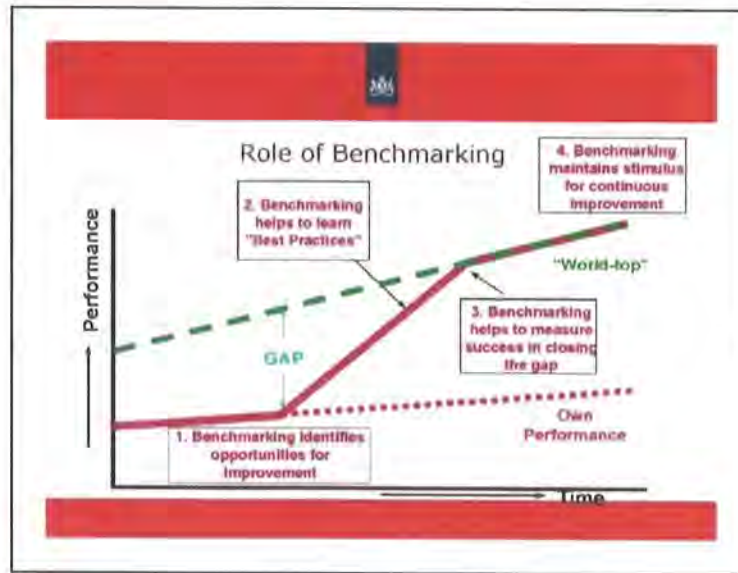 Role of Benchmarking
4. Benchmarking
maintains stimulus
for continuous
improvement
2. Benchmarking
helps to learn
"Best Practices"
Performance
"World-top"
GAP
3. Benchmarking
helps to measure
success in closing
the gap
Own
Performance
1. Benchmarking identifies
opportunities for
improvement
Time